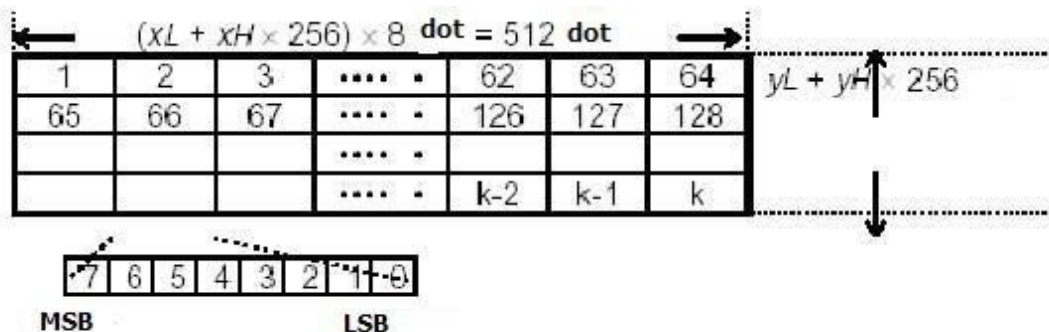 (xL + xH × 256) × 8 dot = 512 dot
1 2 3 ···· · 62 63 64
yL + yH × 256
65 66 67 ···· · 126 127 128
···· ·
···· · k-2 k-1 k
7 6 5 4 3 2 1 0
MSB LSB